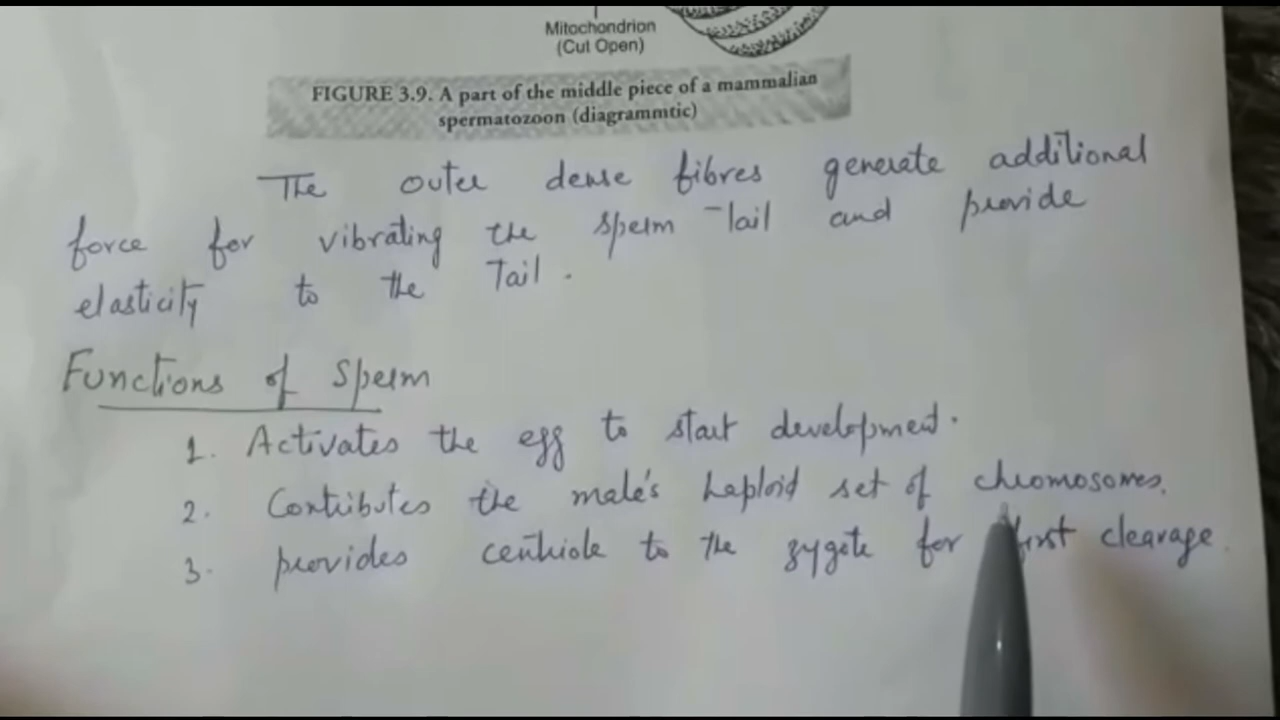 Mitochondrion
(Cut Open)
FIGURE 3.9. A part of the middle piece of a mammalian
spermatozoon (diagrammtic)
The outer dense fibres generate additional
force for vibrating the sperm Tail and provide
elasticity to the Tail.
Functions of Sperm
1. Activates the egg to start development.
2. Contributes the male's haploid set of chromosomes.
3. provides centriole to the zygote for first clearage.